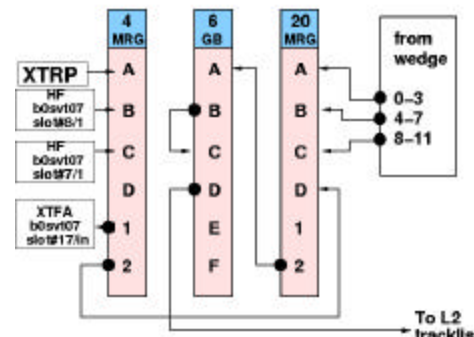 4
MRG
6
GB
20
MRG
from
wedge
XTRP
A
A
A
0-3
HF
b0svt07
slot#8/1
B
B
B
4-7
8-11
HF
b0svt07
slot#7/1
C
C
C
D
D
D
XTFA
b0svt07
slot#17/in
1
E
1
2
F
2
To L2